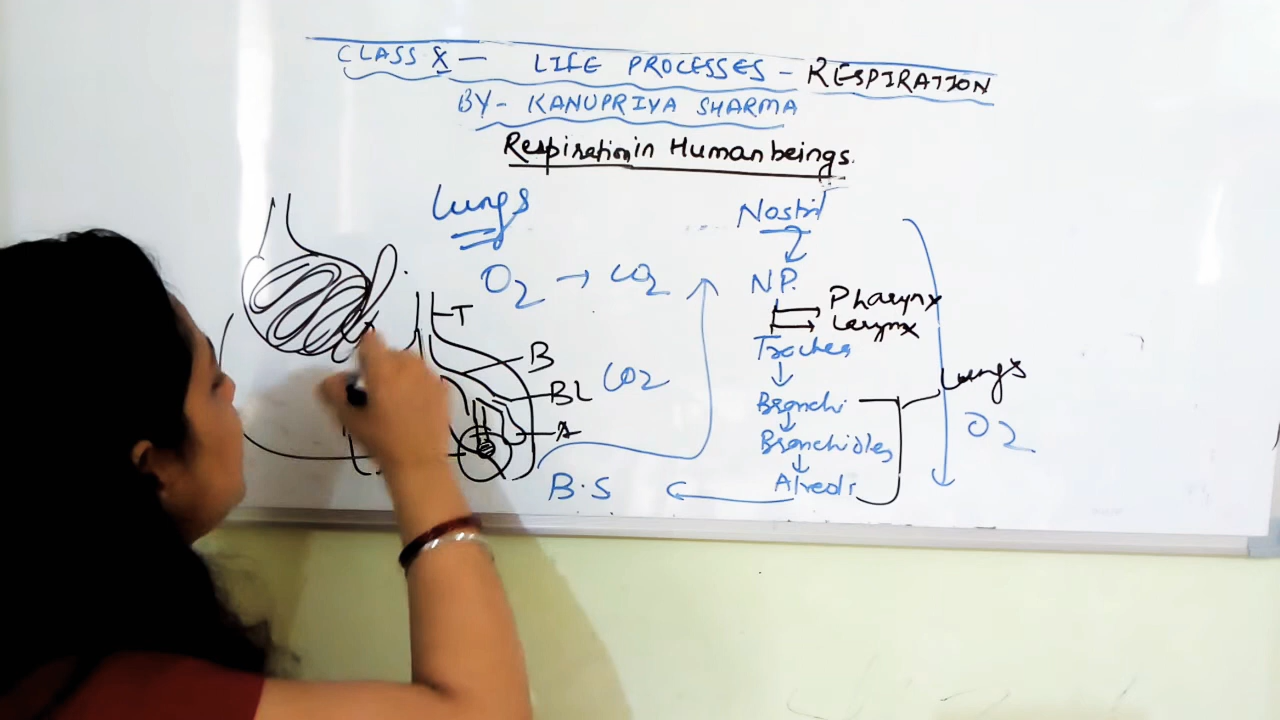 CLASS X — LIFE PROCESSES - RESPIRATION
BY- KANUPRIYA SHARMA
Respiration in Human beings.
Lungs
O2 → CO2
T
B
BL
A
CO2
B.S
Nostril
N.P.
Pharynx
Larynx
Trachea
Bronchi
Bronchioles
Alveoli
Lungs
O2